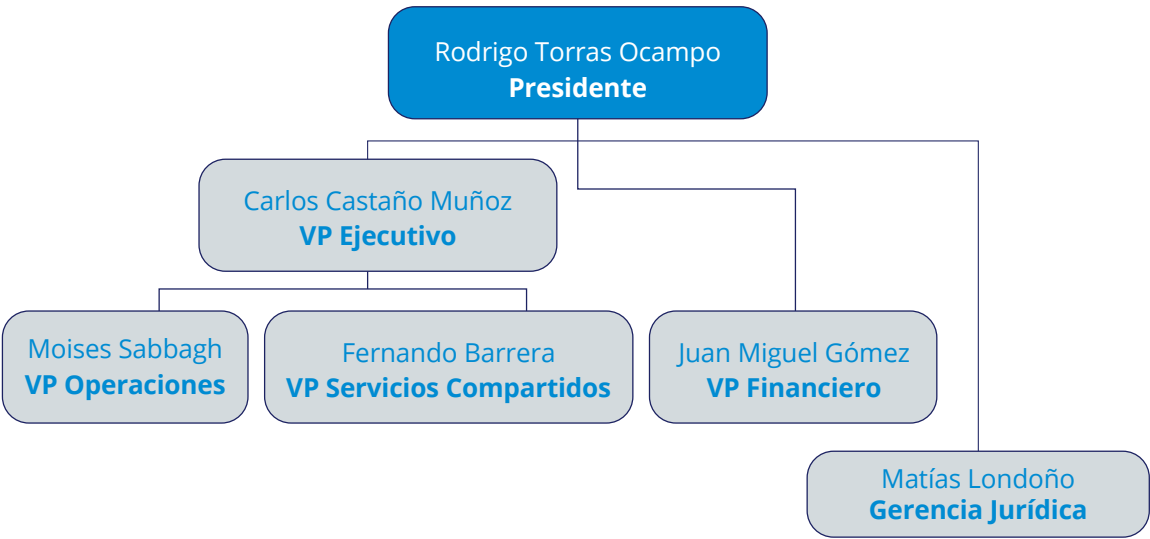 Rodrigo Torras Ocampo
Presidente
Carlos Castaño Muñoz
VP Ejecutivo
Moises Sabbagh
VP Operaciones
Fernando Barrera
VP Servicios Compartidos
Juan Miguel Gómez
VP Financiero
Matías Londoño
Gerencia Jurídica